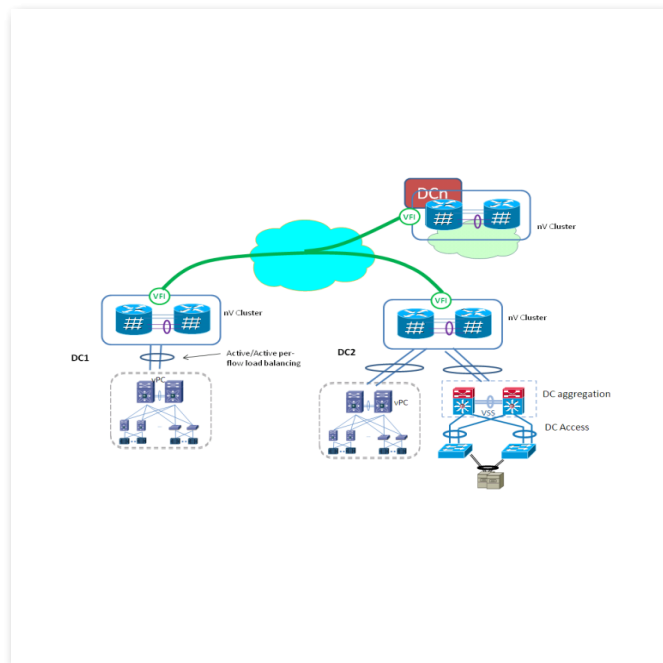 DCn
VFI
nV Cluster
VFI
VFI
nV Cluster
nV Cluster
DC1
Active/Active per-
flow load balancing
DC2
vPC
vPC
DC aggregation
VSS
DC Access